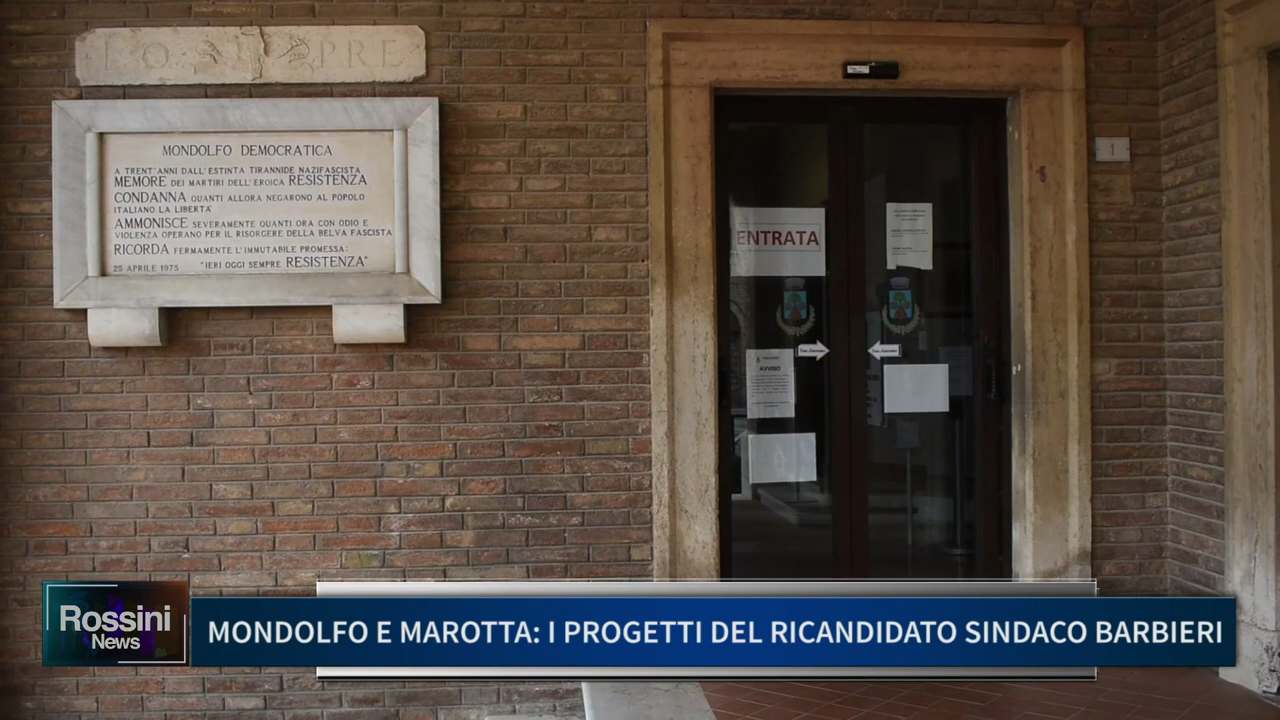 MONDOLFO DEMOCRATICA
A TRENT'ANNI DALL'ESTINTA TIRANNIDE NAZIFASCISTA
MEMORE DEI MARTIRI DELL'EROICA RESISTENZA
CONDANNA QUANTI ALLORA NEGARONO AL POPOLO
ITALIANO LA LIBERTA'
AMMONISCE SEVERAMENTE QUANTI ORA CON ODIO E
VIOLENZA OPERANO PER IL RISORGERE DELLA BELVA FASCISTA
RICORDA FERMAMENTE L'IMMUTABILE PROMESSA:
25 APRILE 1975 "IERI OGGI SEMPRE RESISTENZA"
ENTRATA
AVVISO
1
Rossini
News
MONDOLFO E MAROTTA: I PROGETTI DEL RICANDIDATO SINDACO BARBIERI